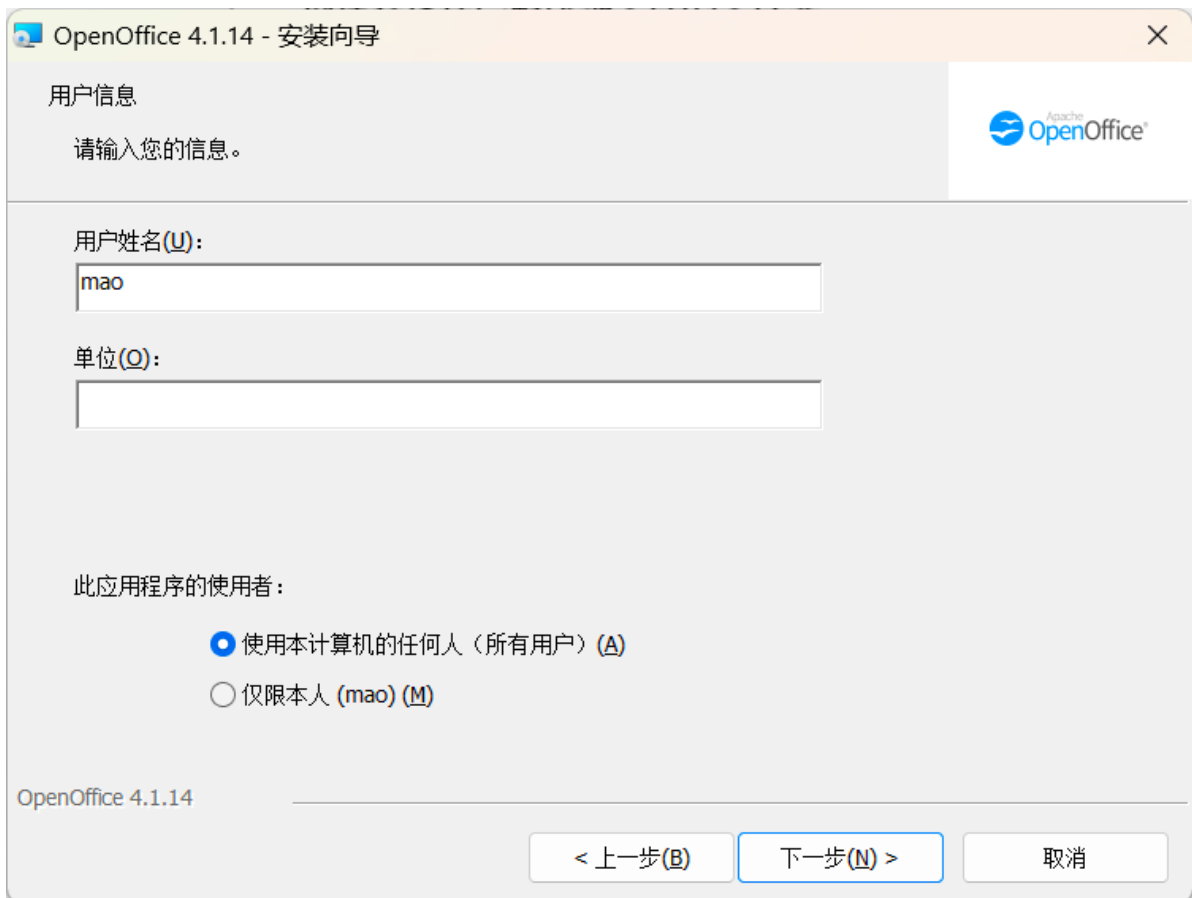 OpenOffice 4.1.14 - 安装向导
用户信息
请输入您的信息。
Apache
OpenOffice®
用户姓名(U):
mao
单位(O):
此应用程序的使用者:
使用本计算机的任何人（所有用户）(A)
仅限本人 (mao) (M)
OpenOffice 4.1.14
< 上一步(B)
下一步(N) >
取消